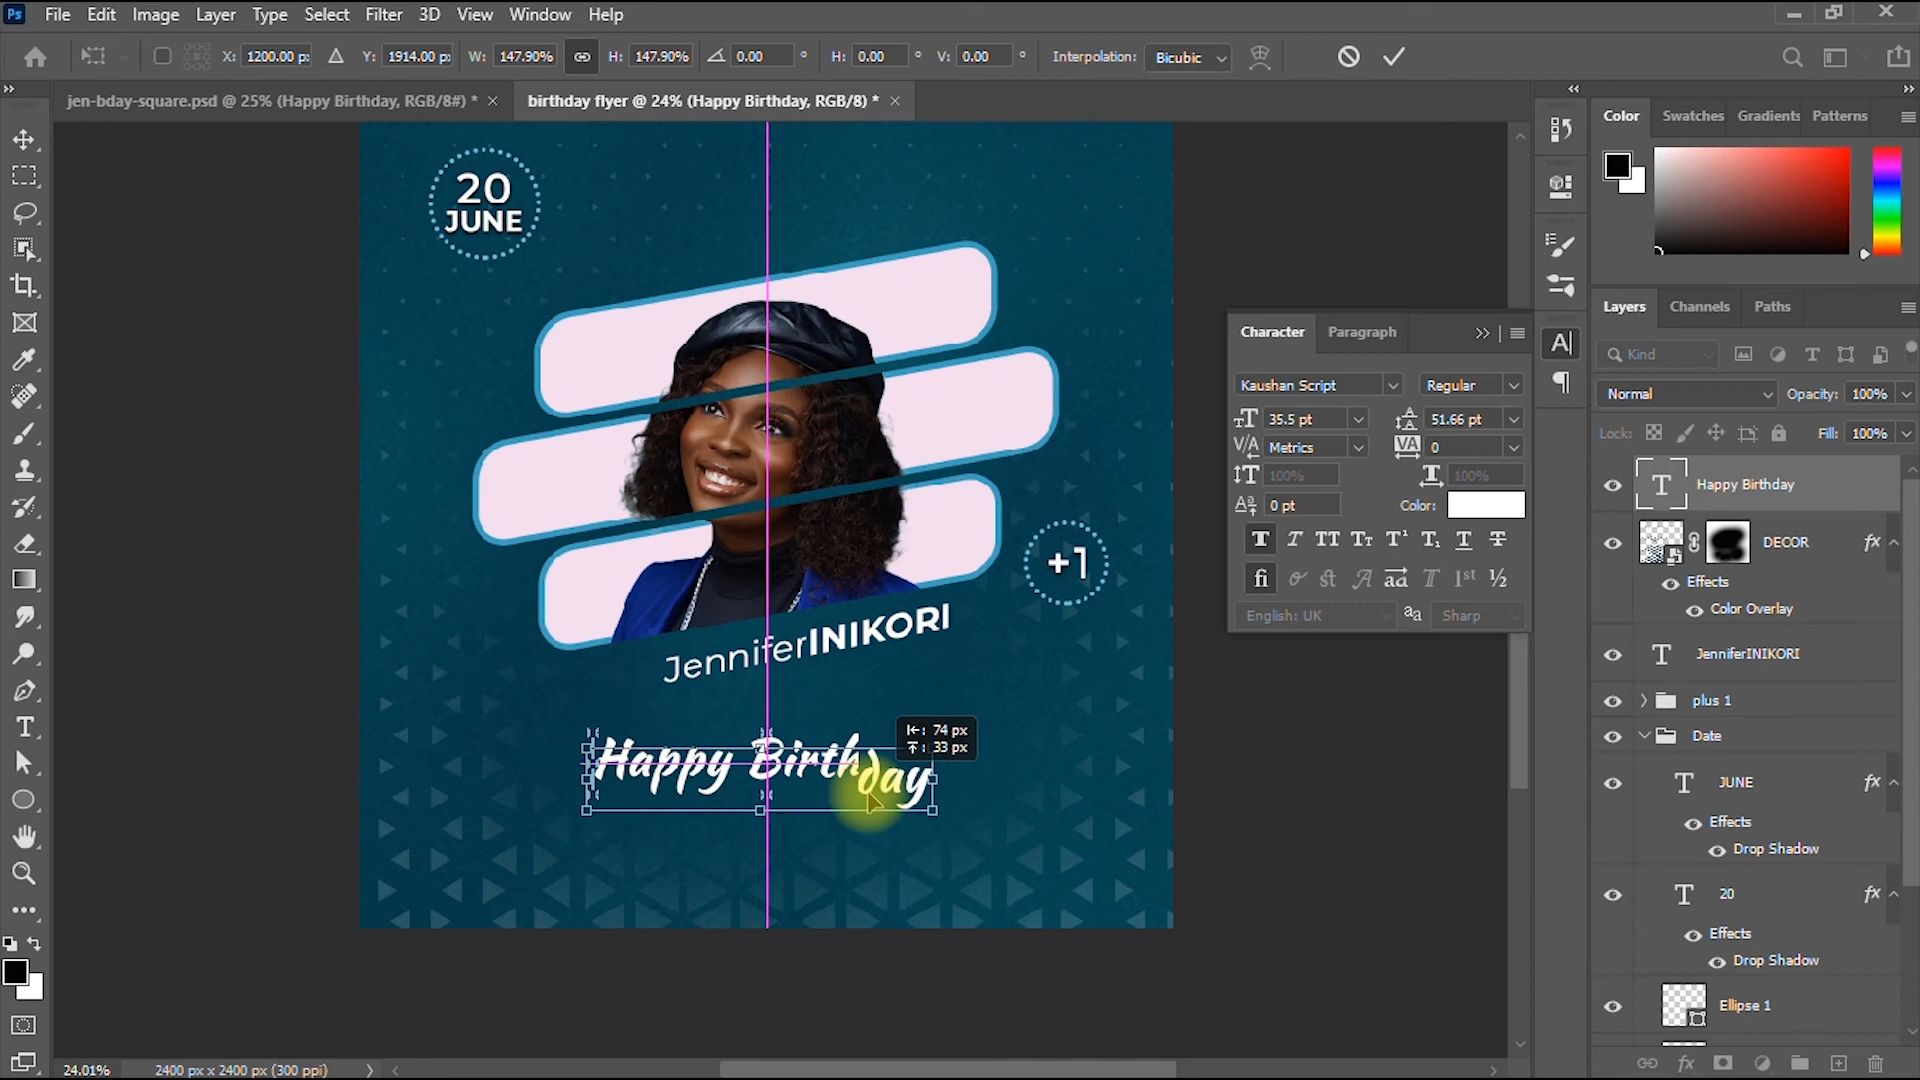 Ps File Edit Image Layer Type Select Filter 3D View Window Help
X: 1200.00 p: Y: 1914.00 p: W: 147.90% H: 147.90% 0.00 ° H: 0.00 ° V: 0.00 ° Interpolation: Bicubic
jen-bday-square.psd @ 25% (Happy Birthday, RGB/8#) *
birthday flyer @ 24% (Happy Birthday, RGB/8) *
20
JUNE
+1
JenniferINIKORI
Happy Birthday
74 px
33 px
Character Paragraph
Kaushan Script Regular
35.5 pt 51.66 pt
Metrics 0
100% 100%
0 pt Color:
English: UK Sharp
Color Swatches Gradients Patterns
Layers Channels Paths
Kind
Normal Opacity: 100%
Lock: Fill: 100%
Happy Birthday
DECOR fx
Effects
Color Overlay
JenniferINIKORI
plus 1
Date
JUNE fx
Effects
Drop Shadow
20 fx
Effects
Drop Shadow
Ellipse 1
24.01% 2400 px x 2400 px (300 ppi)